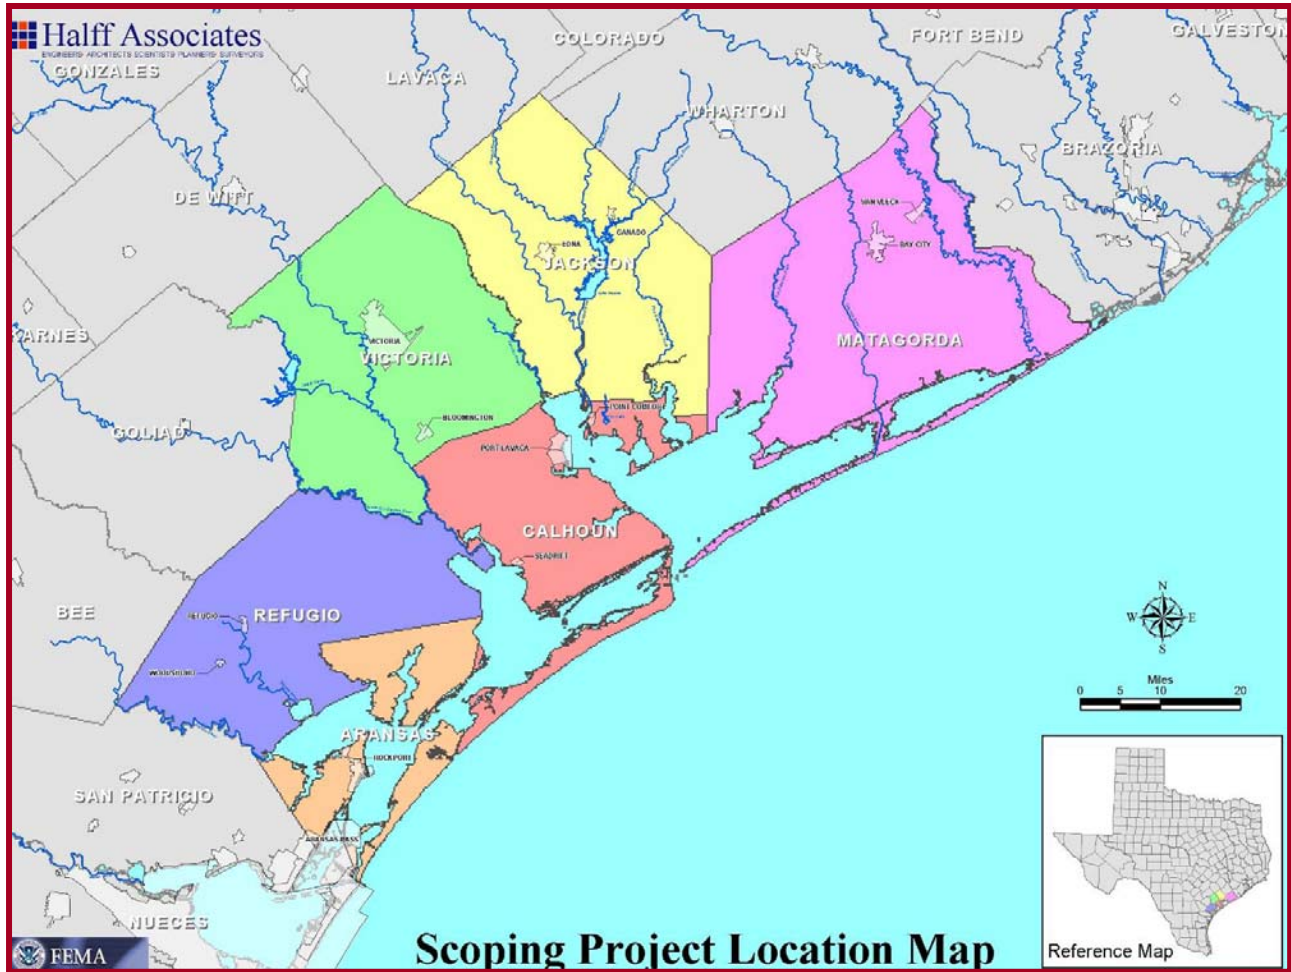 Halff Associates
ENGINEERS ARCHITECTS SCIENTISTS PLANNERS SURVEYORS
COLORADO
FORT BEND
GALVESTON
GONZALES
LAVACA
WHARTON
BRAZORIA
DE WITT
VAN VLECK
BAY CITY
GANADO
EDNA
JACKSON
KARNES
VICTORIA
VICTORIA
MATAGORDA
POINT COMFORT
BLOOMINGTON
GOLIAD
PORT LAVACA
CALHOUN
SEADRIFT
BEE
REFUGIO
REFUGIO
WOODSBORO
ARANSAS
ROCKPORT
SAN PATRICIO
ARANSAS PASS
NUECES
N
W E
S
Miles
0 5 10 20
Reference Map
FEMA
Scoping Project Location Map